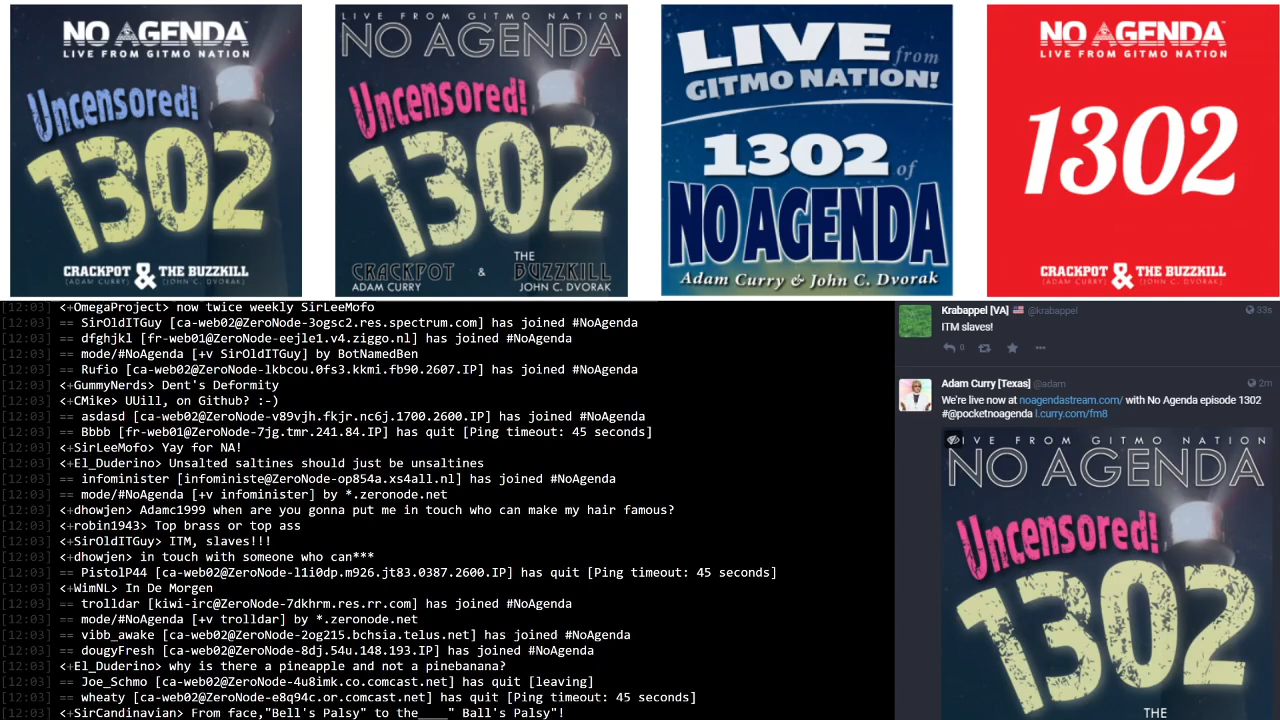 NO AGENDA
LIVE FROM GITMO NATION
Uncensored!
1302
CRACKPOT & THE BUZZKILL
[ADAM CURRY] [JOHN C. DVORAK]
LIVE FROM GITMO NATION
NO AGENDA
Uncensored!
1302
CRACKPOT & THE BUZZKILL
ADAM CURRY JOHN C. DVORAK
LIVE from
GITMO NATION!
1302 of
NO AGENDA
Adam Curry & John C. Dvorak
NO AGENDA
LIVE FROM GITMO NATION
1302
CRACKPOT & THE BUZZKILL
[ADAM CURRY] [JOHN C. DVORAK]
[12:03] <+OmegaProject> now twice weekly SirLeeMofo
[12:03] == SirOldITGuy [ca-web02@ZeroNode-3ogsc2.res.spectrum.com] has joined #NoAgenda
[12:03] == dfghjkl [fr-web01@ZeroNode-eejle1.v4.ziggo.nl] has joined #NoAgenda
[12:03] == mode/#NoAgenda [+v SirOldITGuy] by BotNamedBen
[12:03] == Rufio [ca-web02@ZeroNode-lkbcou.0fs3.kkmi.fb90.2607.IP] has joined #NoAgenda
[12:03] <+GummyNerds> Dent's Deformity
[12:03] <+CMike> UUill, on Github? :-)
[12:03] == asdasd [ca-web02@ZeroNode-v89vjh.fkjr.nc6j.1700.2600.IP] has joined #NoAgenda
[12:03] == Bbbb [fr-web01@ZeroNode-7jg.tmr.241.84.IP] has quit [Ping timeout: 45 seconds]
[12:03] <+SirLeeMofo> Yay for NA!
[12:03] <+El_Duderino> Unsalted saltines should just be unsaltines
[12:03] == infominister [infoministe@ZeroNode-op854a.xs4all.nl] has joined #NoAgenda
[12:03] == mode/#NoAgenda [+v infominister] by *.zeronode.net
[12:03] <+dhowjen> Adamc1999 when are you gonna put me in touch who can make my hair famous?
[12:03] <+robin1943> Top brass or top ass
[12:03] <+SirOldITGuy> ITM, slaves!!!
[12:03] <+dhowjen> in touch with someone who can***
[12:03] == PistolP44 [ca-web02@ZeroNode-l1i0dp.m926.jt83.0387.2600.IP] has quit [Ping timeout: 45 seconds]
[12:03] <+WimNL> In De Morgen
[12:03] == trolldar [kiwi-irc@ZeroNode-7dkhrm.res.rr.com] has joined #NoAgenda
[12:03] == mode/#NoAgenda [+v trolldar] by *.zeronode.net
[12:03] == vibb_awake [ca-web02@ZeroNode-2og215.bchsia.telus.net] has joined #NoAgenda
[12:03] == dougyFresh [ca-web02@ZeroNode-8dj.54u.148.193.IP] has joined #NoAgenda
[12:03] <+El_Duderino> why is there a pineapple and not a pinebanana?
[12:03] == Joe_Schmo [ca-web02@ZeroNode-4u8imk.co.comcast.net] has quit [leaving]
[12:03] == wheaty [ca-web02@ZeroNode-e8q94c.or.comcast.net] has quit [Ping timeout: 45 seconds]
[12:03] <+SirCandinavian> From face,"Bell's Palsy" to the____" Ball's Palsy"!
Krabappel [VA] @krabappel 33s
ITM slaves!
0
Adam Curry [Texas] @adam 2m
We're live now at noagendastream.com/ with No Agenda episode 1302
#@pocketnoagenda l.curry.com/fm8
LIVE FROM GITMO NATION
NO AGENDA
Uncensored!
1302
THE